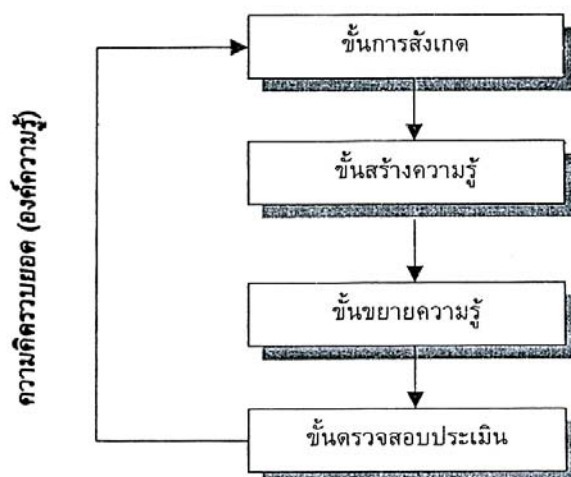 ขั้นการสังเกต
ขั้นสร้างความรู้
ขั้นขยายความรู้
ขั้นตรวจสอบประเมิน
ความคิดรวบยอด (องค์ความรู้)